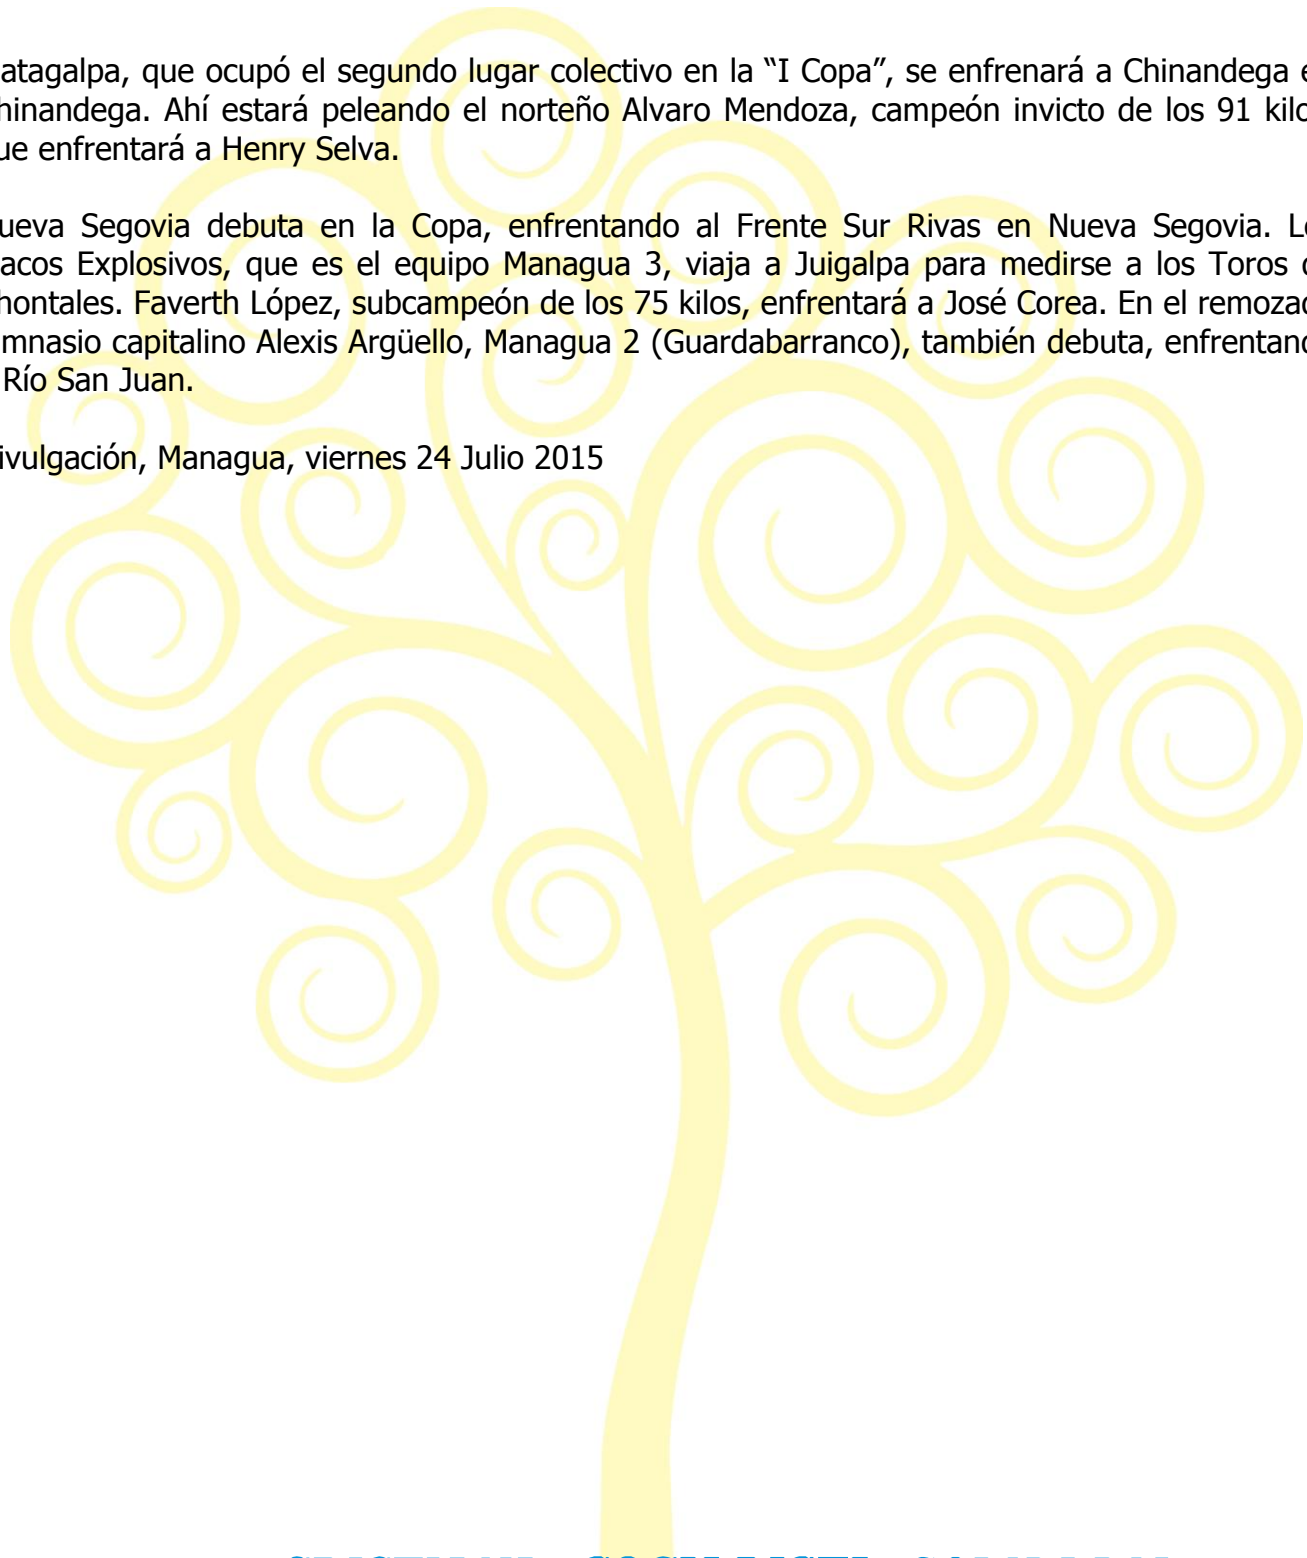 atagalpa, que ocupó el segundo lugar colectivo en la “I Copa”, se enfrenará a Chinandega e
hinandega. Ahí estará peleando el norteño Alvaro Mendoza, campeón invicto de los 91 kilo
ue enfrentará a Henry Selva.
ueva Segovia debuta en la Copa, enfrentando al Frente Sur Rivas en Nueva Segovia. Lo
acos Explosivos, que es el equipo Managua 3, viaja a Juigalpa para medirse a los Toros d
hontales. Faverth López, subcampeón de los 75 kilos, enfrentará a José Corea. En el remozad
imnasio capitalino Alexis Argüello, Managua 2 (Guardabarranco), también debuta, enfrentand
Río San Juan.
ivulgación, Managua, viernes 24 Julio 2015